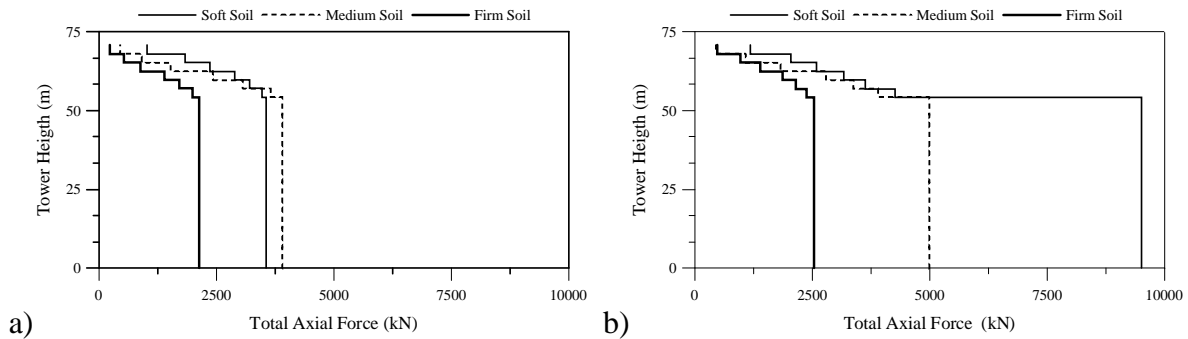 Soft Soil Medium Soil Firm Soil
75
50
25
0
Tower Heigth (m)
0 2500 5000 7500 10000
Total Axial Force (kN)
a)
Soft Soil Medium Soil Firm Soil
75
50
25
0
Tower Heigth (m)
0 2500 5000 7500 10000
Total Axial Force (kN)
b)